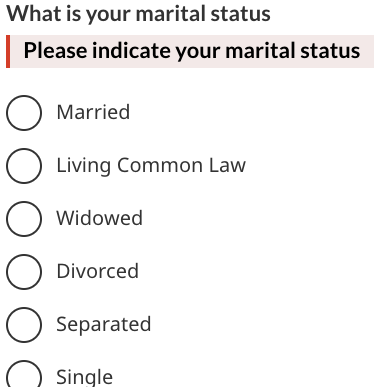 What is your marital status
Please indicate your marital status
Married
Living Common Law
Widowed
Divorced
Separated
Single